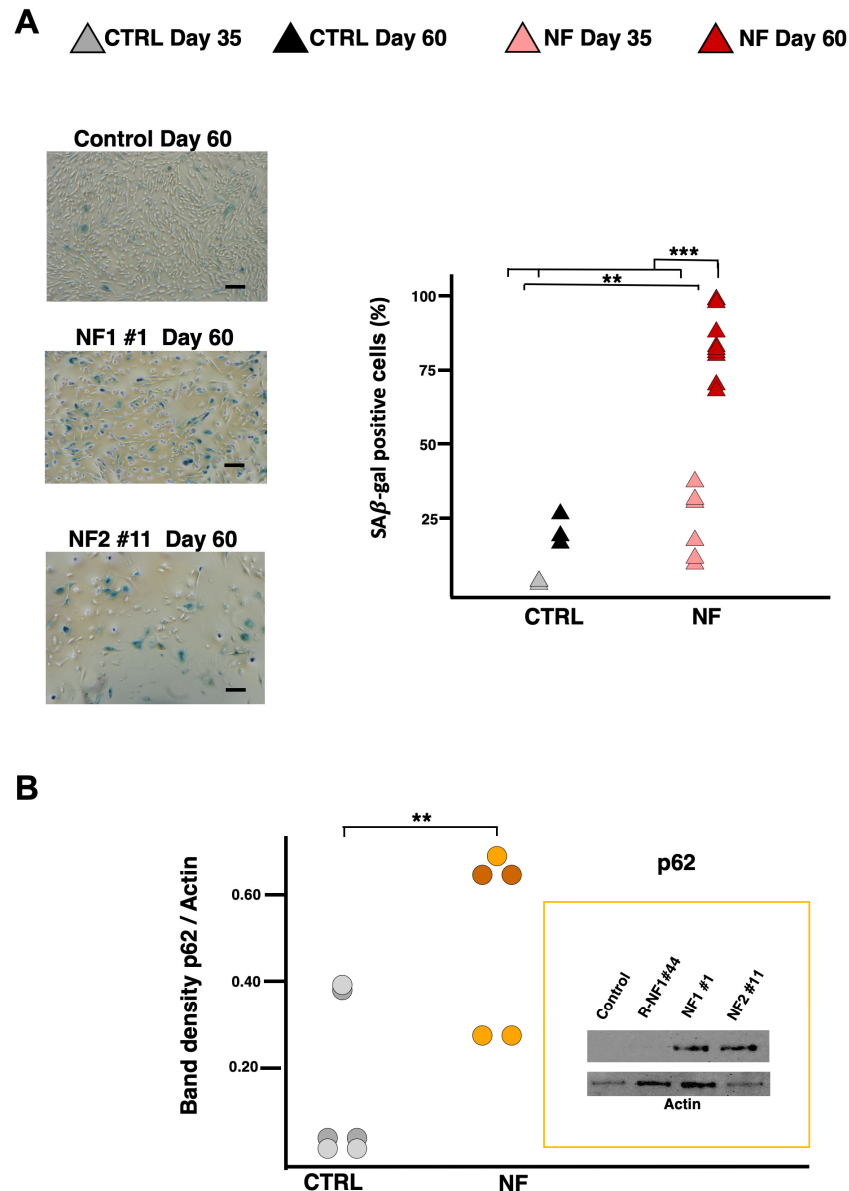 A
CTRL Day 35 CTRL Day 60 NF Day 35 NF Day 60
Control Day 60
NF1 #1 Day 60
NF2 #11 Day 60
SAβ-gal positive cells (%)
***
**
100
75
50
25
CTRL NF
B
**
Band density p62 / Actin
0.60
0.40
0.20
CTRL NF
p62
Control R-NF1#44 NF1 #1 NF2 #11
Actin